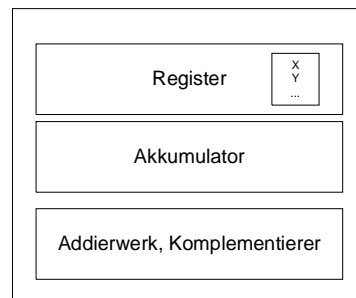 Register
X
Y
...
Akkumulator
Addierwerk, Komplementierer